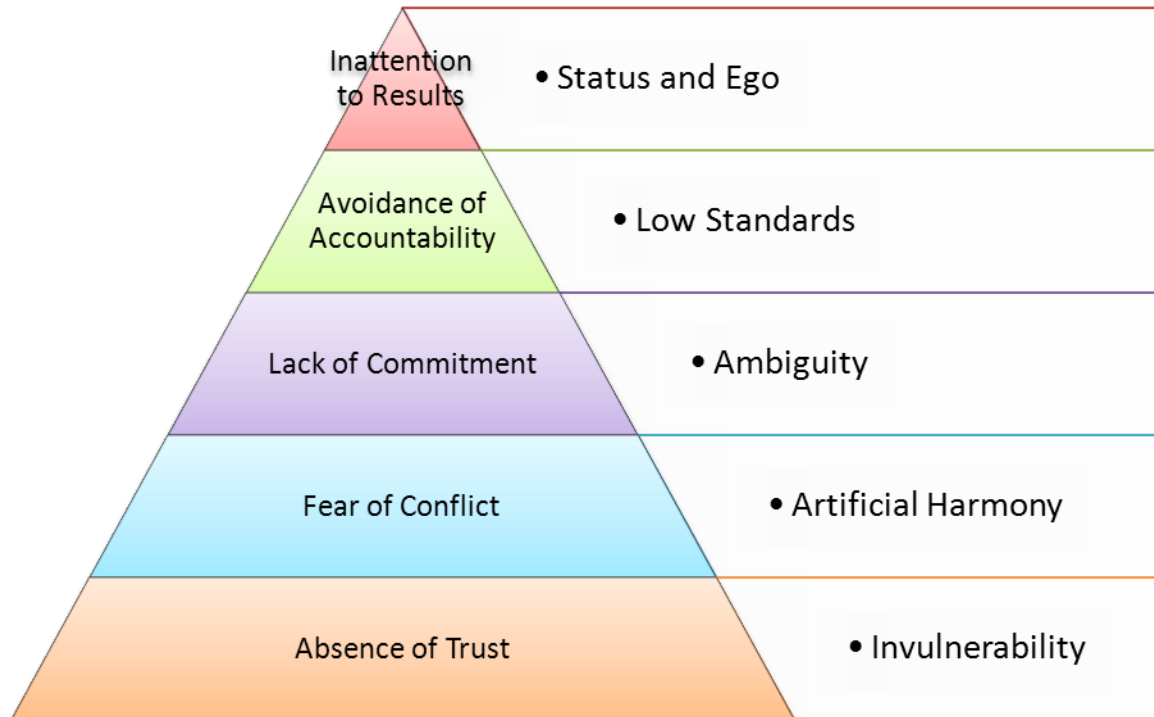 Inattention
to Results
• Status and Ego
Avoidance of
Accountability
• Low Standards
Lack of Commitment
• Ambiguity
Fear of Conflict
• Artificial Harmony
Absence of Trust
• Invulnerability